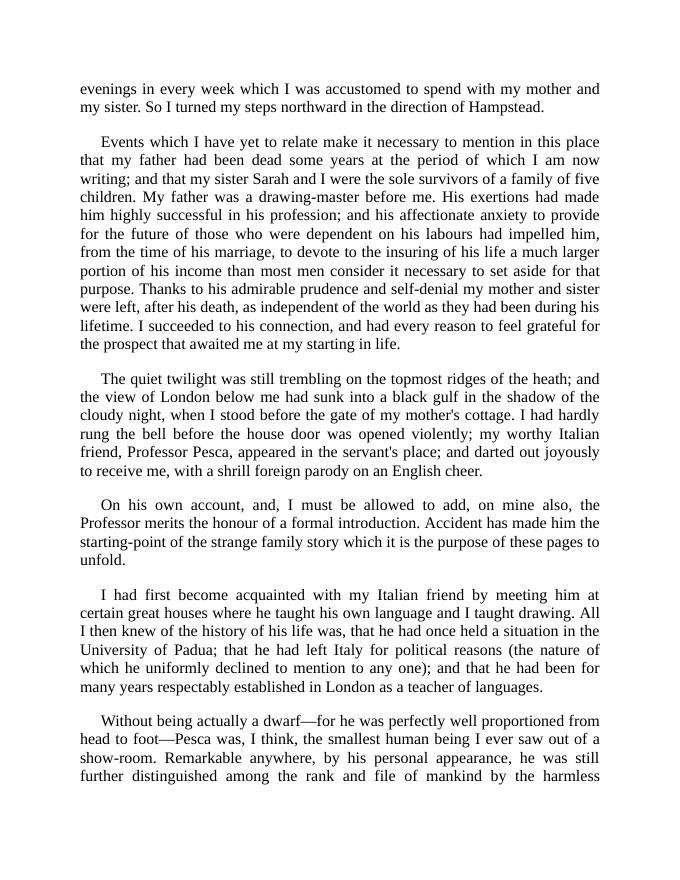 evenings in every week which I was accustomed to spend with my mother and
my sister. So I turned my steps northward in the direction of Hampstead.
Events which I have yet to relate make it necessary to mention in this place
that my father had been dead some years at the period of which I am now
writing; and that my sister Sarah and I were the sole survivors of a family of five
children. My father was a drawing-master before me. His exertions had made
him highly successful in his profession; and his affectionate anxiety to provide
for the future of those who were dependent on his labours had impelled him,
from the time of his marriage, to devote to the insuring of his life a much larger
portion of his income than most men consider it necessary to set aside for that
purpose. Thanks to his admirable prudence and self-denial my mother and sister
were left, after his death, as independent of the world as they had been during his
lifetime. I succeeded to his connection, and had every reason to feel grateful for
the prospect that awaited me at my starting in life.
The quiet twilight was still trembling on the topmost ridges of the heath; and
the view of London below me had sunk into a black gulf in the shadow of the
cloudy night, when I stood before the gate of my mother's cottage. I had hardly
rung the bell before the house door was opened violently; my worthy Italian
friend, Professor Pesca, appeared in the servant's place; and darted out joyously
to receive me, with a shrill foreign parody on an English cheer.
On his own account, and, I must be allowed to add, on mine also, the
Professor merits the honour of a formal introduction. Accident has made him the
starting-point of the strange family story which it is the purpose of these pages to
unfold.
I had first become acquainted with my Italian friend by meeting him at
certain great houses where he taught his own language and I taught drawing. All
I then knew of the history of his life was, that he had once held a situation in the
University of Padua; that he had left Italy for political reasons (the nature of
which he uniformly declined to mention to any one); and that he had been for
many years respectably established in London as a teacher of languages.
Without being actually a dwarf—for he was perfectly well proportioned from
head to foot—Pesca was, I think, the smallest human being I ever saw out of a
show-room. Remarkable anywhere, by his personal appearance, he was still
further distinguished among the rank and file of mankind by the harmless